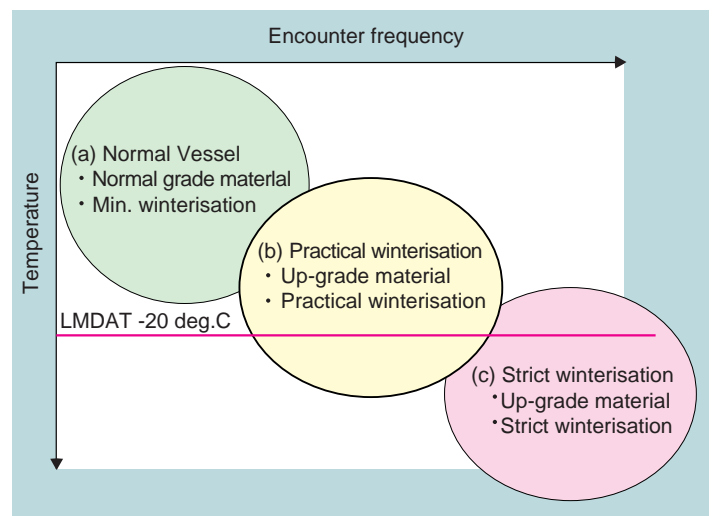 Encounter frequency
Temperature
(a) Normal Vessel
・Normal grade materlal
・Min. winterisation
(b) Practical winterisation
・Up-grade material
・Practical winterisation
LMDAT -20 deg.C
(c) Strict winterisation
・Up-grade material
・Strict winterisation